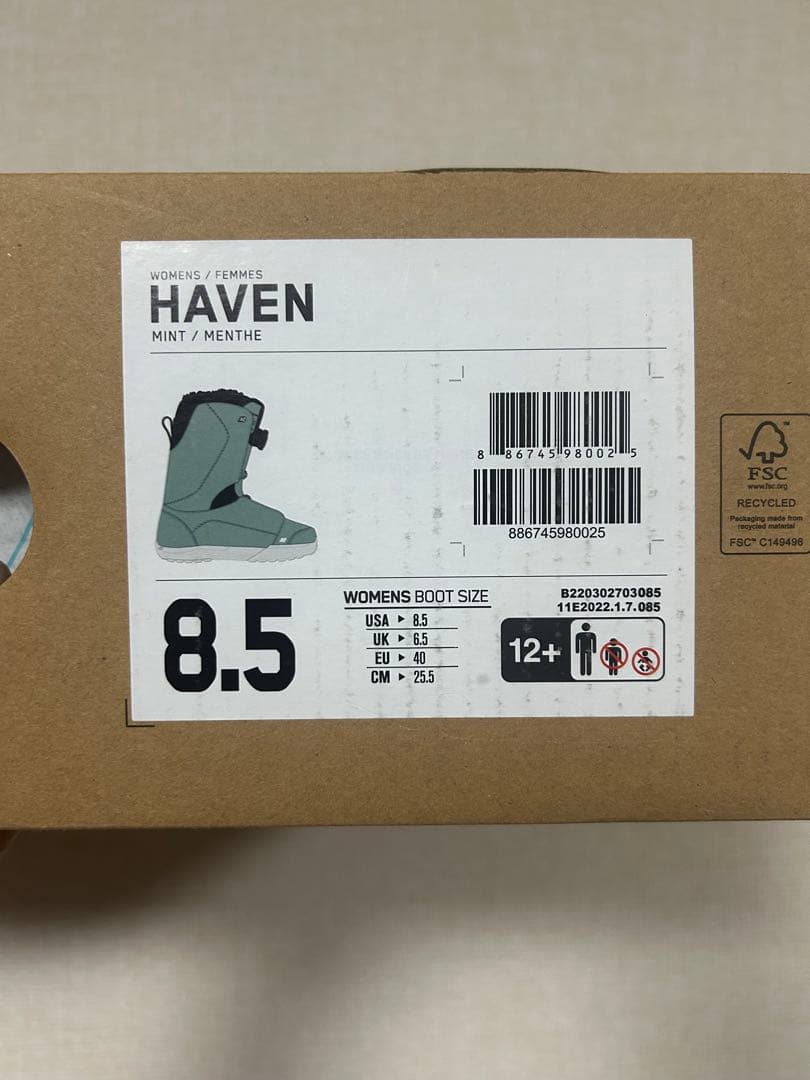 WOMENS / FEMMES
HAVEN
MINT / MENTHE
8 86745 98002 5
886745980025
8.5
WOMENS BOOT SIZE
USA ▶ 8.5
UK ▶ 6.5
EU ▶ 40
CM ▶ 25.5
B220302703085
11E2022.1.7.085
12+
FSC
www.fsc.org
RECYCLED
Packaging made from
recycled material
FSC™ C149496